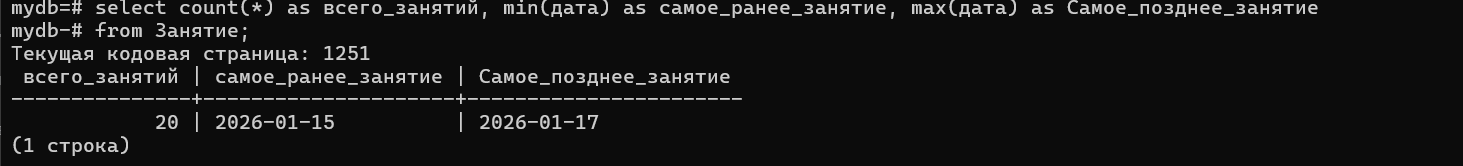 mydb=# select count(*) as всего_занятий, min(дата) as самое_ранее_занятие, max(дата) as Самое_позднее_занятие
mydb-# from Занятие;
Текущая кодовая страница: 1251
 всего_занятий | самое_ранее_занятие | Самое_позднее_занятие
---------------+---------------------+-----------------------
            20 | 2026-01-15          | 2026-01-17
(1 строка)